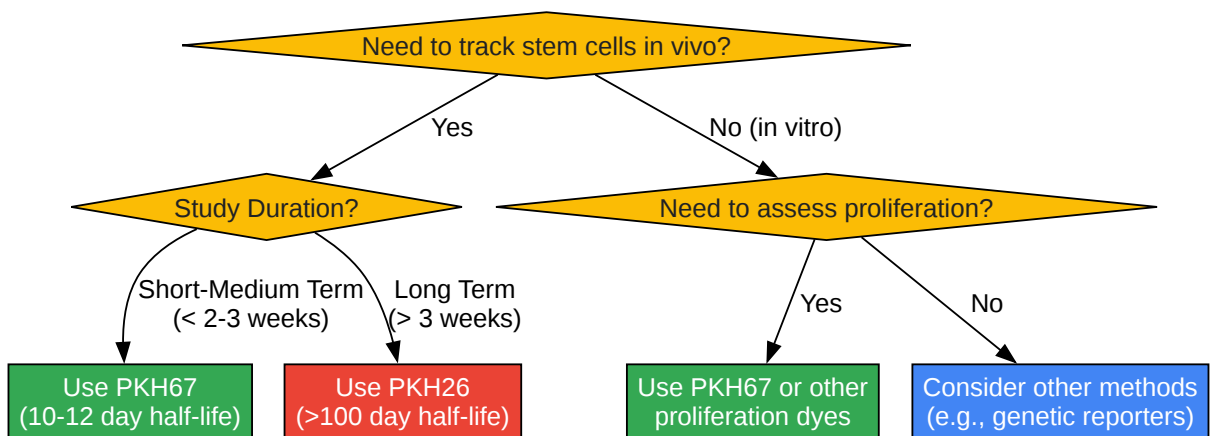 Need to track stem cells in vivo?
Yes
No (in vitro)
Study Duration?
Need to assess proliferation?
Short-Medium Term
(< 2-3 weeks)
Long Term
(> 3 weeks)
Yes
No
Use PKH67
(10-12 day half-life)
Use PKH26
(>100 day half-life)
Use PKH67 or other
proliferation dyes
Consider other methods
(e.g., genetic reporters)